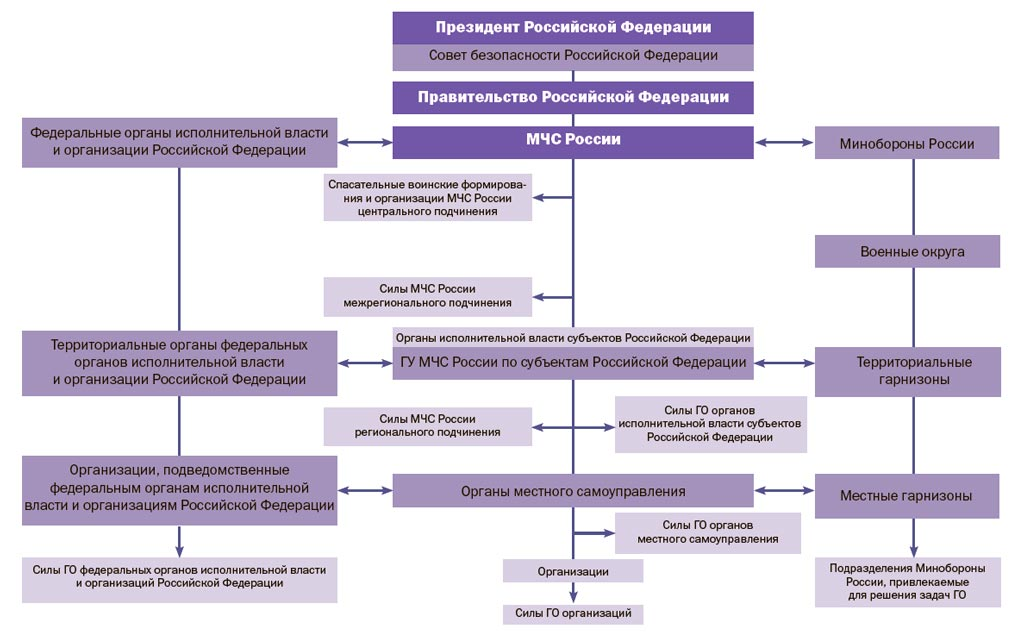 Президент Российской Федерации
Совет безопасности Российской Федерации
Правительство Российской Федерации
Федеральные органы исполнительной власти
и организации Российской Федерации
МЧС России
Минобороны России
Спасательные воинские формирова-
ния и организации МЧС России
центрального подчинения
Военные округа
Силы МЧС России
межрегионального подчинения
Территориальные органы федеральных
органов исполнительной власти
и организации Российской Федерации
Органы исполнительной власти субъектов Российской Федерации
ГУ МЧС России по субъектам Российской Федерации
Территориальные
гарнизоны
Силы МЧС России
регионального подчинения
Силы ГО органов
исполнительной власти субъектов
Российской Федерации
Организации, подведомственные
федеральным органам исполнительной
власти и организациям Российской Федерации
Органы местного самоуправления
Местные гарнизоны
Силы ГО органов
местного самоуправления
Силы ГО федеральных органов исполнительной власти
и организаций Российской Федерации
Организации
Силы ГО организаций
Подразделения Минобороны
России, привлекаемые
для решения задач ГО